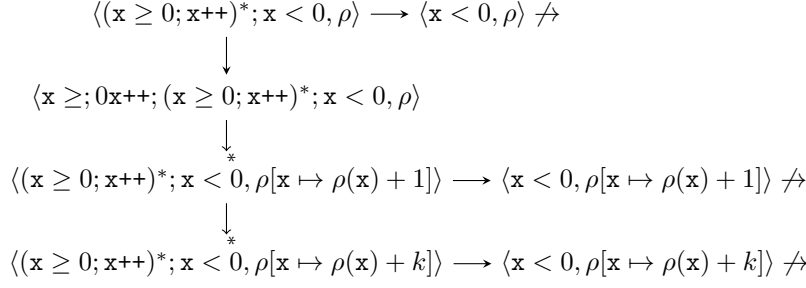 ⟨(x ≥ 0; x++)*; x < 0, ρ⟩ ⟶ ⟨x < 0, ρ⟩ ↛
⟨x ≥; 0x++; (x ≥ 0; x++)*; x < 0, ρ⟩
*
⟨(x ≥ 0; x++)*; x < 0, ρ[x ↦ ρ(x) + 1]⟩ ⟶ ⟨x < 0, ρ[x ↦ ρ(x) + 1]⟩ ↛
*
⟨(x ≥ 0; x++)*; x < 0, ρ[x ↦ ρ(x) + k]⟩ ⟶ ⟨x < 0, ρ[x ↦ ρ(x) + k]⟩ ↛